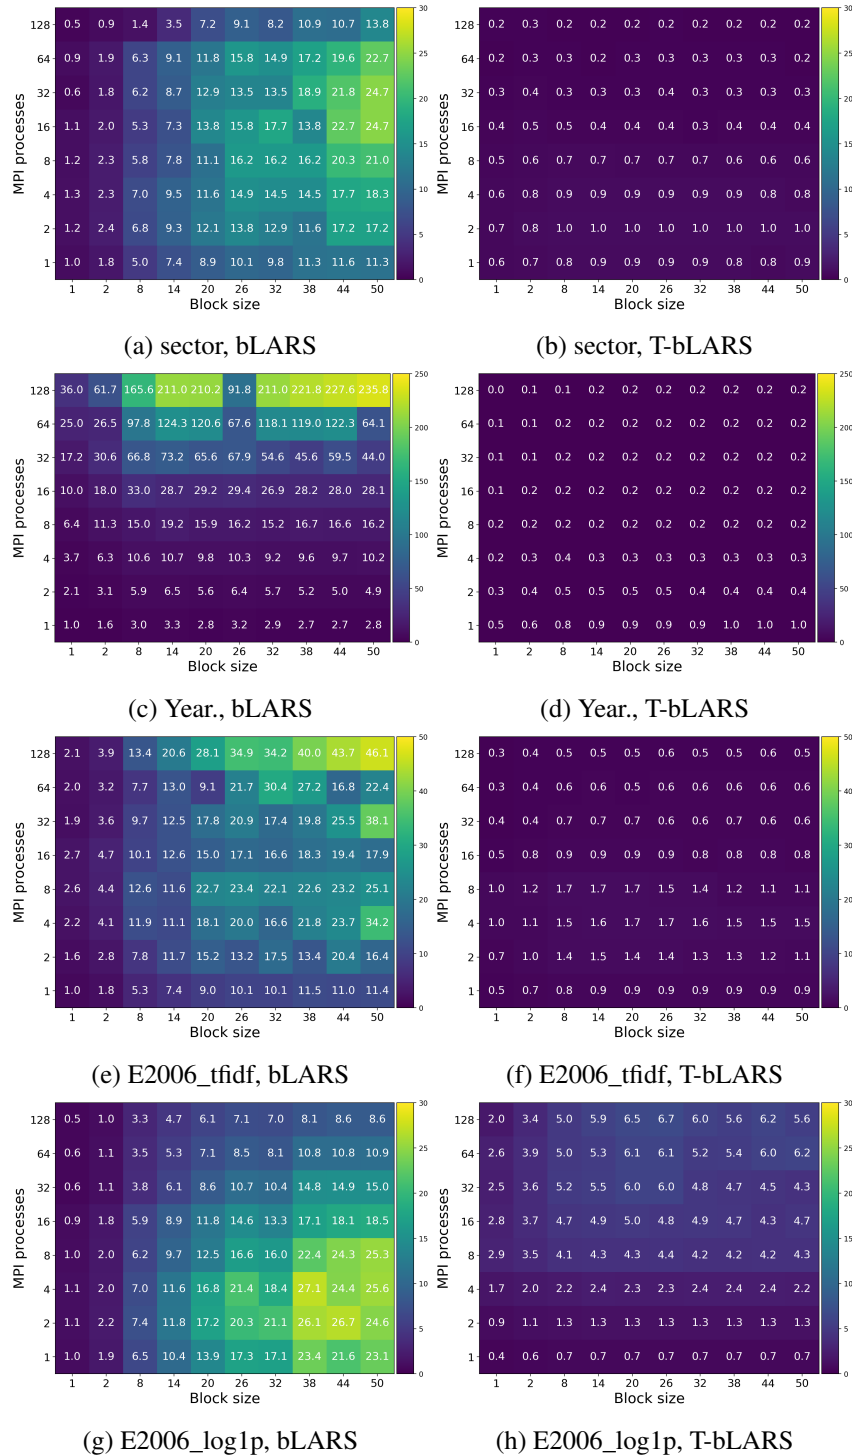 MPI processes
128 0.5 0.9 1.4 3.5 7.2 9.1 8.2 10.9 10.7 13.8
64 0.9 1.9 6.3 9.1 11.8 15.8 14.9 17.2 19.6 22.7
32 0.6 1.8 6.2 8.7 12.9 13.5 13.5 18.9 21.8 24.7
16 1.1 2.0 5.3 7.3 13.8 15.8 17.7 13.8 22.7 24.7
8 1.2 2.3 5.8 7.8 11.1 16.2 16.2 16.2 20.3 21.0
4 1.3 2.3 7.0 9.5 11.6 14.9 14.5 14.5 17.7 18.3
2 1.2 2.4 6.8 9.3 12.1 13.8 12.9 11.6 17.2 17.2
1 1.0 1.8 5.0 7.4 8.9 10.1 9.8 11.3 11.6 11.3
1 2 8 14 20 26 32 38 44 50
Block size
30
25
20
15
10
5
0
(a) sector, bLARS
MPI processes
128 0.2 0.3 0.2 0.2 0.2 0.2 0.2 0.2 0.2 0.2
64 0.2 0.3 0.3 0.3 0.3 0.3 0.3 0.3 0.3 0.2
32 0.3 0.4 0.3 0.3 0.3 0.4 0.3 0.3 0.3 0.3
16 0.4 0.5 0.5 0.4 0.4 0.4 0.3 0.4 0.4 0.4
8 0.5 0.6 0.7 0.7 0.7 0.7 0.7 0.6 0.6 0.6
4 0.6 0.8 0.9 0.9 0.9 0.9 0.9 0.9 0.8 0.8
2 0.7 0.8 1.0 1.0 1.0 1.0 1.0 1.0 1.0 1.0
1 0.6 0.7 0.8 0.9 0.9 0.9 0.9 0.8 0.8 0.9
1 2 8 14 20 26 32 38 44 50
Block size
30
25
20
15
10
5
0
(b) sector, T-bLARS
MPI processes
128 36.0 61.7 165.6 211.0 210.2 91.8 211.0 221.8 227.6 235.8
64 25.0 26.5 97.8 124.3 120.6 67.6 118.1 119.0 122.3 64.1
32 17.2 30.6 66.8 73.2 65.6 67.9 54.6 45.6 59.5 44.0
16 10.0 18.0 33.0 28.7 29.2 29.4 26.9 28.2 28.0 28.1
8 6.4 11.3 15.0 19.2 15.9 16.2 15.2 16.7 16.6 16.2
4 3.7 6.3 10.6 10.7 9.8 10.3 9.2 9.6 9.7 10.2
2 2.1 3.1 5.9 6.5 5.6 6.4 5.7 5.2 5.0 4.9
1 1.0 1.6 3.0 3.3 2.8 3.2 2.9 2.7 2.7 2.8
1 2 8 14 20 26 32 38 44 50
Block size
250
200
150
100
50
0
(c) Year., bLARS
MPI processes
128 0.0 0.1 0.1 0.2 0.2 0.2 0.2 0.2 0.2 0.2
64 0.1 0.1 0.2 0.2 0.2 0.2 0.2 0.2 0.2 0.2
32 0.1 0.1 0.2 0.2 0.2 0.2 0.2 0.2 0.2 0.2
16 0.1 0.2 0.2 0.2 0.2 0.2 0.2 0.2 0.2 0.2
8 0.2 0.2 0.2 0.2 0.2 0.2 0.2 0.2 0.2 0.2
4 0.2 0.3 0.4 0.3 0.3 0.3 0.3 0.3 0.3 0.3
2 0.3 0.4 0.5 0.5 0.5 0.5 0.4 0.4 0.4 0.4
1 0.5 0.6 0.8 0.9 0.9 0.9 0.9 1.0 1.0 1.0
1 2 8 14 20 26 32 38 44 50
Block size
250
200
150
100
50
0
(d) Year., T-bLARS
MPI processes
128 2.1 3.9 13.4 20.6 28.1 34.9 34.2 40.0 43.7 46.1
64 2.0 3.2 7.7 13.0 9.1 21.7 30.4 27.2 16.8 22.4
32 1.9 3.6 9.7 12.5 17.8 20.9 17.4 19.8 25.5 38.1
16 2.7 4.7 10.1 12.6 15.0 17.1 16.6 18.3 19.4 17.9
8 2.6 4.4 12.6 11.6 22.7 23.4 22.1 22.6 23.2 25.1
4 2.2 4.1 11.9 11.1 18.1 20.0 16.6 21.8 23.7 34.2
2 1.6 2.8 7.8 11.7 15.2 13.2 17.5 13.4 20.4 16.4
1 1.0 1.8 5.3 7.4 9.0 10.1 10.1 11.5 11.0 11.4
1 2 8 14 20 26 32 38 44 50
Block size
50
40
30
20
10
0
(e) E2006_tfidf, bLARS
MPI processes
128 0.3 0.4 0.5 0.5 0.6 0.5 0.5 0.6 0.6 0.5
64 0.3 0.4 0.6 0.6 0.5 0.6 0.6 0.6 0.6 0.5
32 0.4 0.4 0.7 0.7 0.7 0.6 0.6 0.7 0.6 0.6
16 0.5 0.8 0.9 0.9 0.9 0.9 0.8 0.8 0.8 0.8
8 1.0 1.2 1.7 1.7 1.7 1.5 1.4 1.2 1.1 1.1
4 1.0 1.1 1.5 1.6 1.7 1.7 1.6 1.5 1.5 1.5
2 0.7 1.0 1.4 1.5 1.4 1.4 1.3 1.3 1.2 1.1
1 0.5 0.7 0.8 0.9 0.9 0.9 0.9 0.9 0.9 0.9
1 2 8 14 20 26 32 38 44 50
Block size
50
40
30
20
10
0
(f) E2006_tfidf, T-bLARS
MPI processes
128 0.5 1.0 3.3 4.7 6.1 7.1 7.0 8.1 8.6 8.6
64 0.6 1.1 3.5 5.3 7.1 8.5 8.1 10.8 10.8 10.9
32 0.6 1.1 3.8 6.1 8.6 10.7 10.4 14.8 14.9 15.0
16 0.9 1.8 5.9 8.9 11.8 14.6 13.3 17.1 18.1 18.5
8 1.0 2.0 6.2 9.7 12.5 16.6 16.0 22.4 24.3 25.3
4 1.1 2.0 7.0 11.6 16.8 21.4 18.4 27.1 24.4 25.6
2 1.1 2.2 7.4 11.8 17.2 20.3 21.1 26.1 26.7 24.6
1 1.0 1.9 6.5 10.4 13.9 17.3 17.1 23.4 21.6 23.1
1 2 8 14 20 26 32 38 44 50
Block size
30
25
20
15
10
5
0
(g) E2006_log1p, bLARS
MPI processes
128 2.0 3.4 5.0 5.9 6.5 6.7 6.0 5.6 6.2 5.6
64 2.6 3.9 5.0 5.3 6.1 6.1 5.2 5.4 6.0 6.2
32 2.5 3.6 5.2 5.5 6.0 6.0 4.8 4.7 4.5 4.3
16 2.8 3.7 4.7 4.9 5.0 4.8 4.9 4.7 4.3 4.7
8 2.9 3.5 4.1 4.3 4.3 4.4 4.2 4.2 4.2 4.3
4 1.7 2.0 2.2 2.4 2.3 2.3 2.4 2.4 2.4 2.2
2 0.9 1.1 1.3 1.3 1.3 1.3 1.3 1.3 1.3 1.3
1 0.4 0.6 0.7 0.7 0.7 0.7 0.7 0.7 0.7 0.7
1 2 8 14 20 26 32 38 44 50
Block size
30
25
20
15
10
5
0
(h) E2006_log1p, T-bLARS